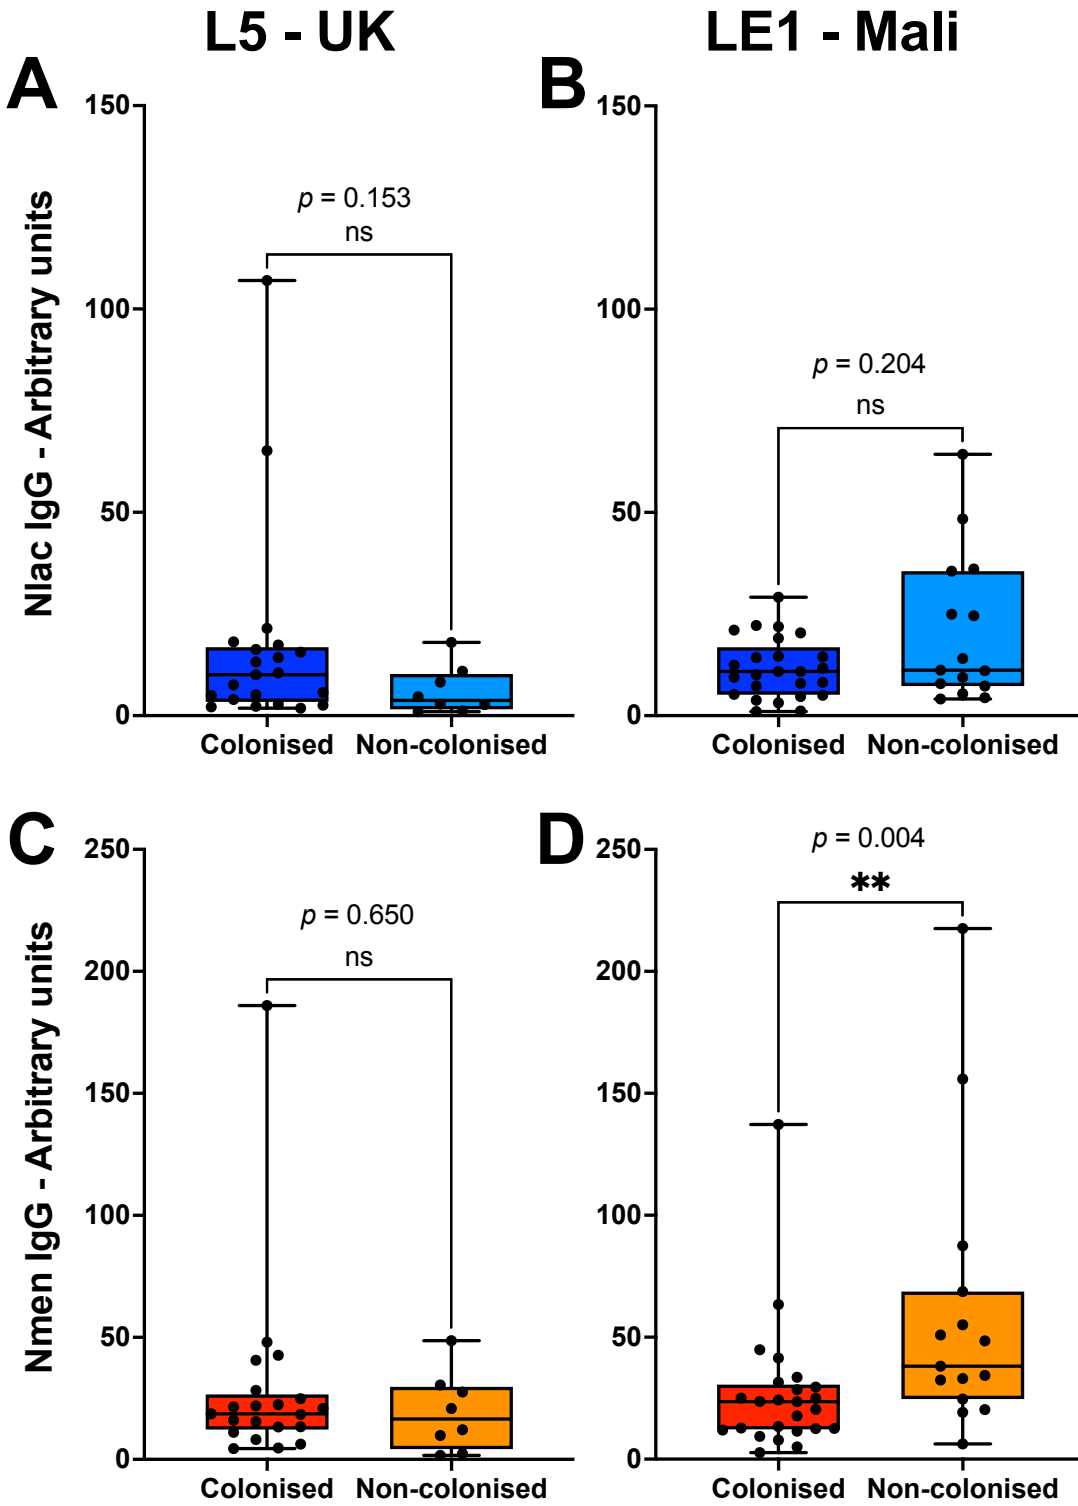 L5 - UK
LE1 - Mali
A
Nlac IgG - Arbitrary units
150
100
50
0
p = 0.153
ns
Colonised
Non-colonised
B
150
100
50
0
p = 0.204
ns
Colonised
Non-colonised
C
Nmen IgG - Arbitrary units
250
200
150
100
50
0
p = 0.650
ns
Colonised
Non-colonised
D
250
200
150
100
50
0
p = 0.004
**
Colonised
Non-colonised